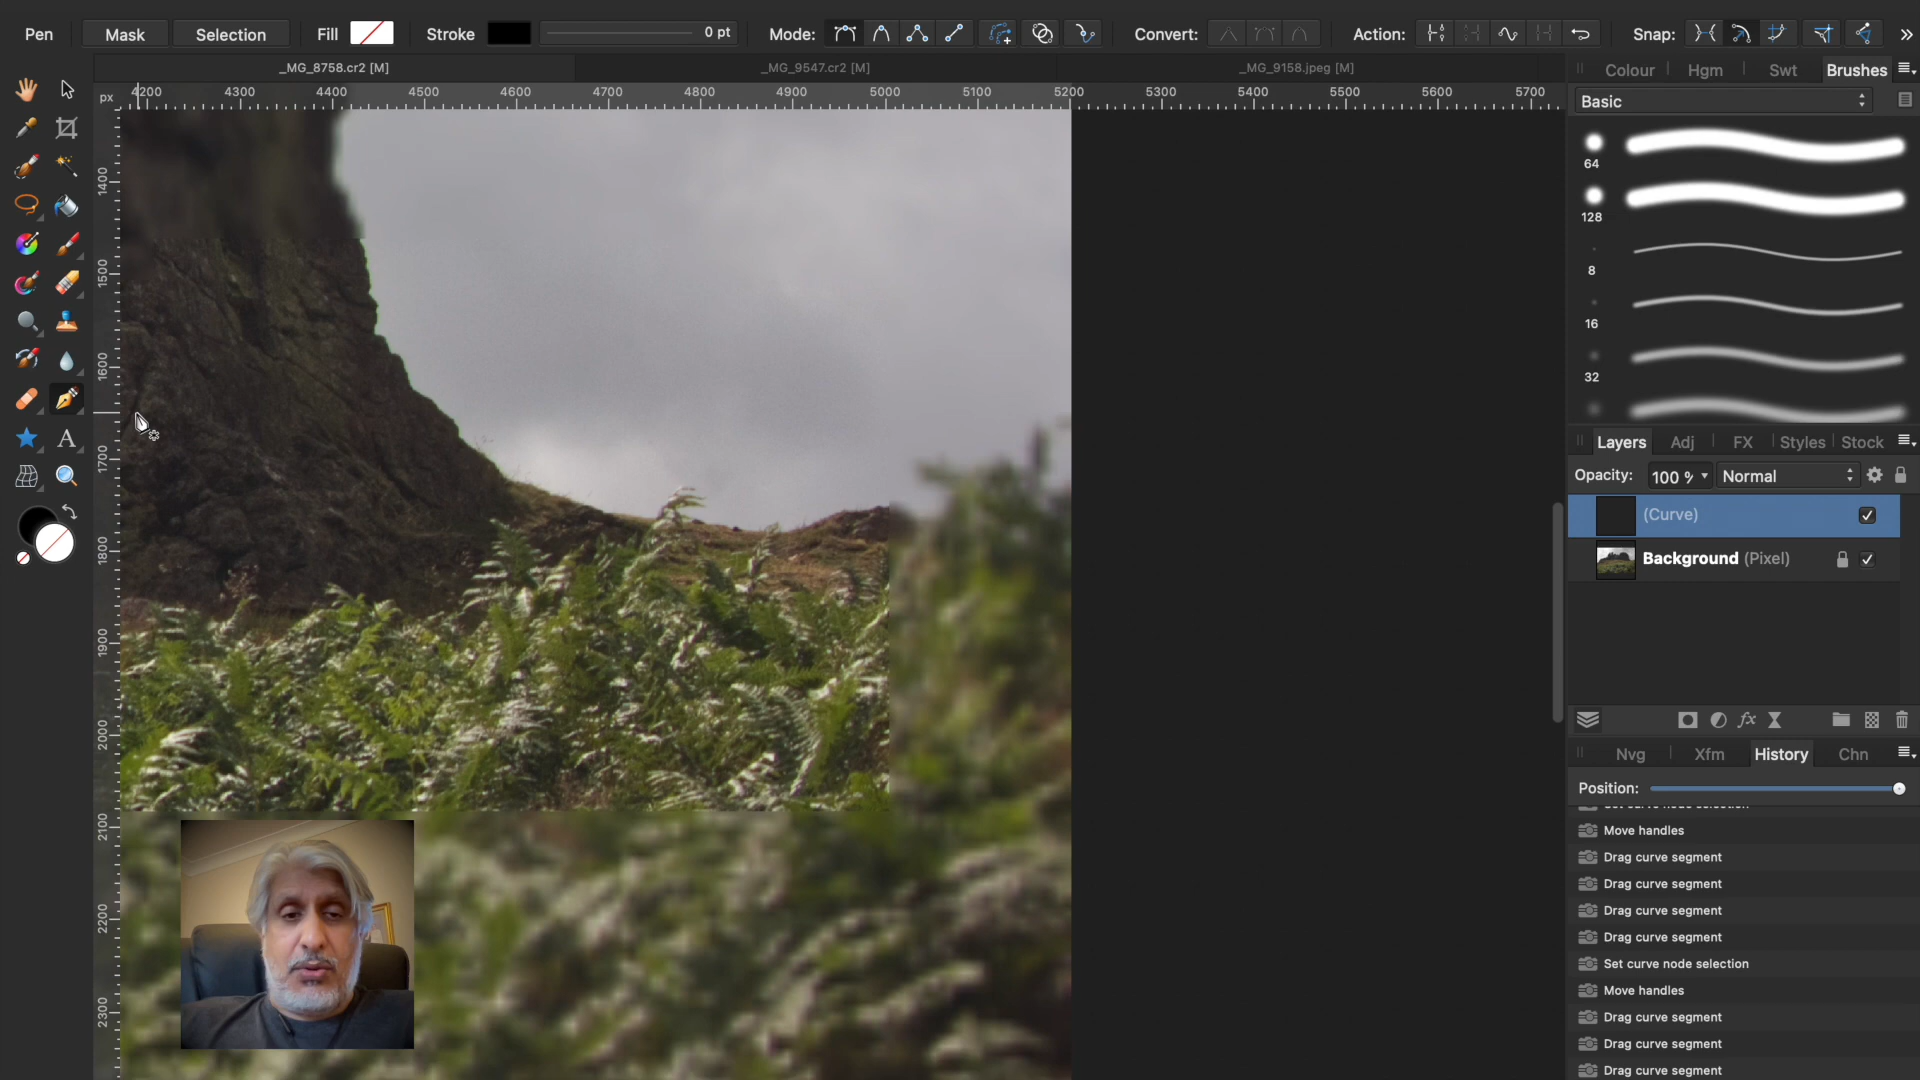 Pen Mask Selection Fill Stroke 0 pt Mode: Convert: Action: Snap:
_MG_8758.cr2 [M] _MG_9547.cr2 [M] _MG_9158.jpeg [M]
Colour Hgm Swt Brushes
px 4200 4300 4400 4500 4600 4700 4800 4900 5000 5100 5200 5300 5400 5500 5600 5700
Basic
64
128
8
16
32
1400
1500
1600
1700
1800
1900
2000
2100
2200
2300
A
Layers Adj FX Styles Stock
Opacity: 100 % Normal
(Curve)
Background (Pixel)
fx
Nvg Xfm History Chn
Position:
Set curve node selection
Move handles
Drag curve segment
Drag curve segment
Drag curve segment
Drag curve segment
Set curve node selection
Move handles
Drag curve segment
Drag curve segment
Drag curve segment